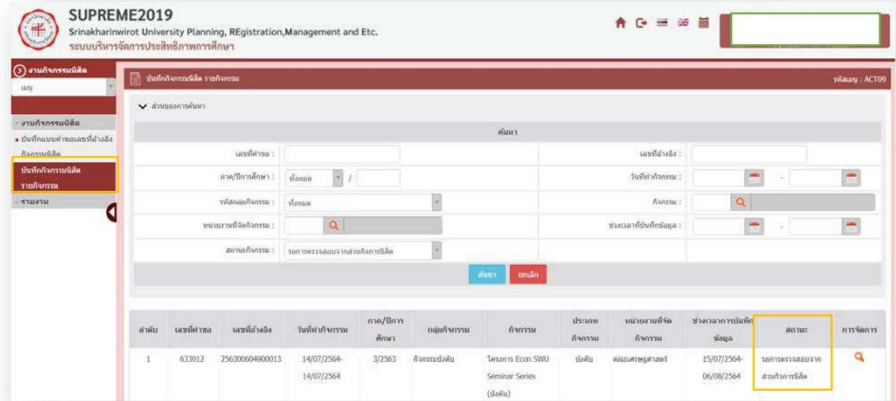 SUPREME2019
Srinakharinwirot University Planning, REgistration,Management and Etc.
ระบบบริหารจัดการประสิทธิภาพการศึกษา
งานกิจกรรมนิสิต
เมนู
บันทึกกิจกรรมนิสิต รายกิจกรรม
รหัสเมนู : ACT09
ส่วนของการค้นหา
งานกิจกรรมนิสิต
บันทึกแบบคำขอเลขที่อ้างอิง
กิจกรรมนิสิต
บันทึกกิจกรรมนิสิต
รายกิจกรรม
รายงาน
ค้นหา
เลขที่คำขอ :
เลขที่อ้างอิง :
ภาค/ปีการศึกษา : ทั้งหมด /
วันที่ทำกิจกรรม : -
รหัสกลุ่มกิจกรรม : ทั้งหมด
กิจกรรม :
หน่วยงานที่จัดกิจกรรม :
ช่วงเวลาที่บันทึกข้อมูล : -
สถานะกิจกรรม : รอการตรวจสอบจากส่วนกิจการนิสิต
ค้นหา ยกเลิก
ลำดับ เลขที่คำขอ เลขที่อ้างอิง วันที่ทำกิจกรรม ภาค/ปีการศึกษา กลุ่มกิจกรรม กิจกรรม ประเภทกิจกรรม หน่วยงานที่จัดกิจกรรม ช่วงเวลาการบันทึกข้อมูล สถานะ การจัดการ
1 633012 256300604900013 14/07/2564- 3/2563 กิจกรรมบังคับ โครงการ Econ SWU บังคับ คณะเศรษฐศาสตร์ 15/07/2564- รอการตรวจสอบจาก
14/07/2564 Seminar Series 06/08/2564 ส่วนกิจการนิสิต
(บังคับ)